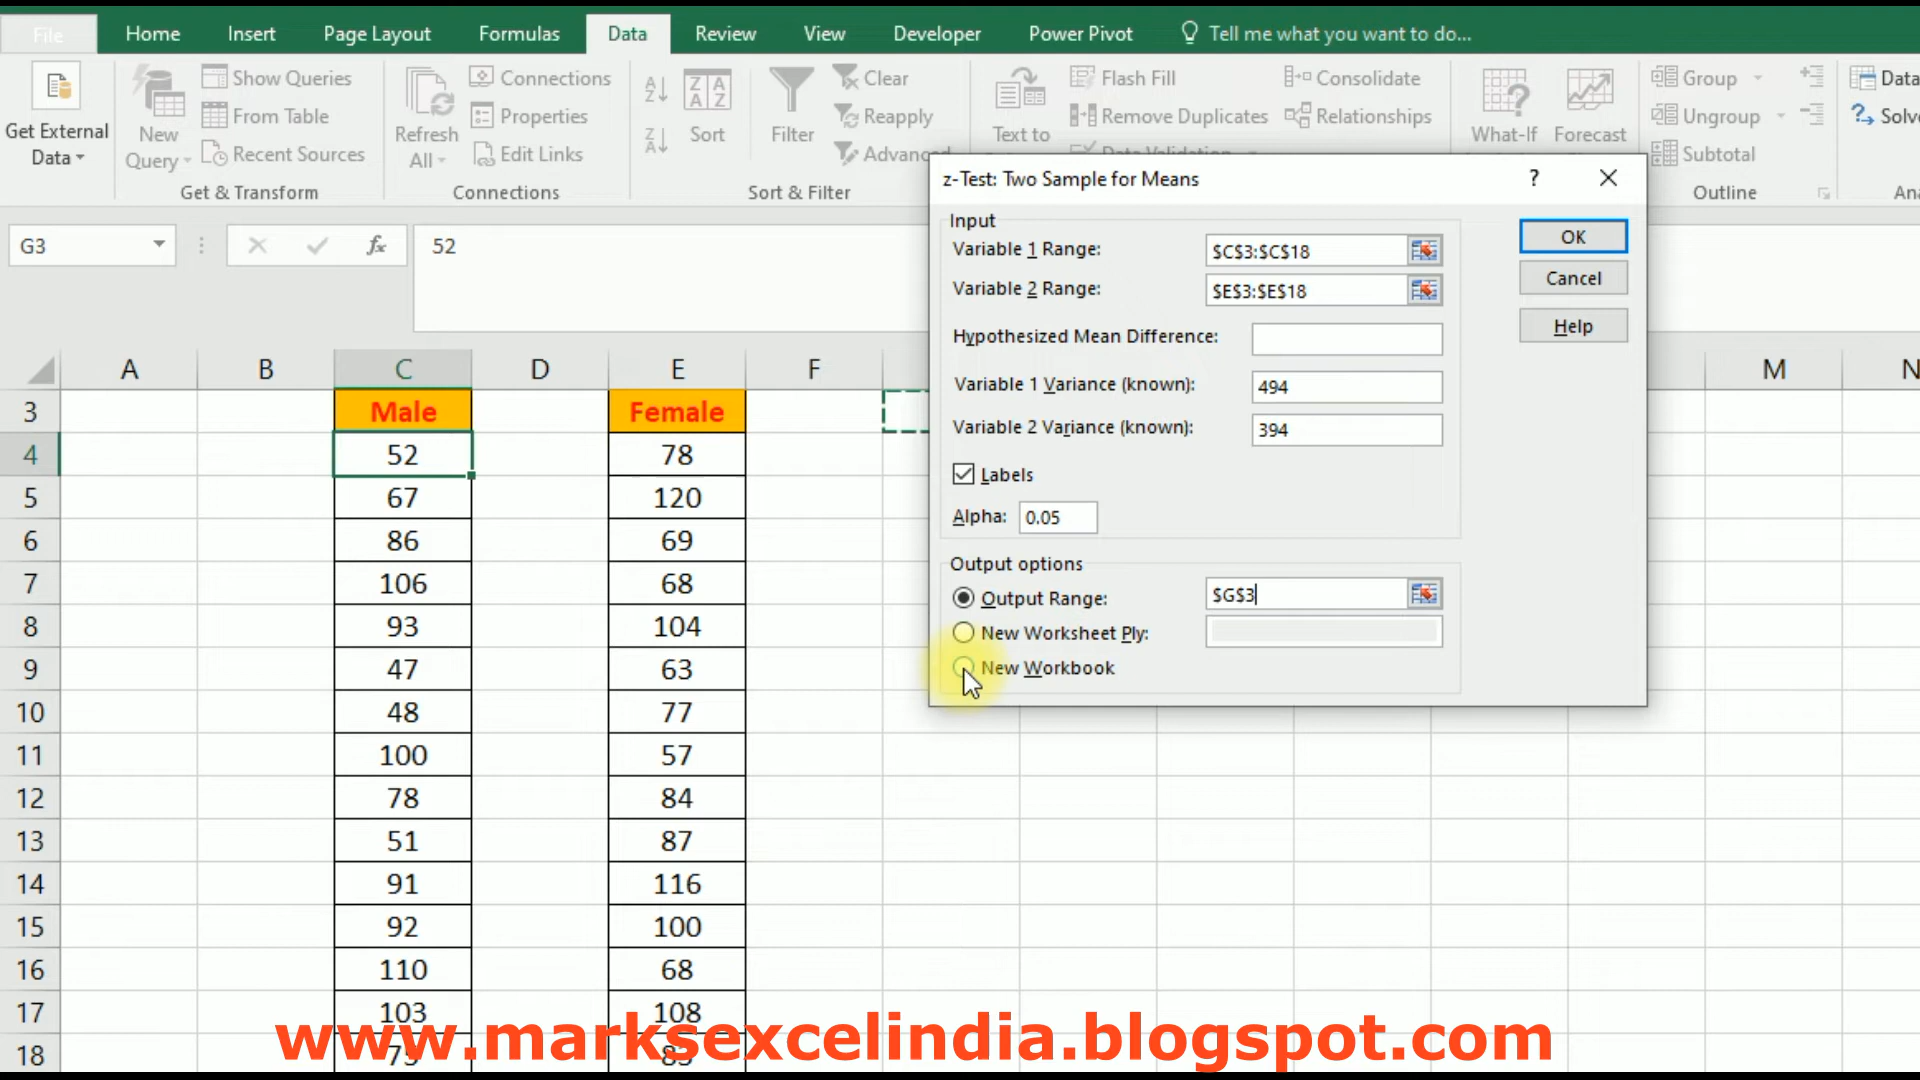 File Home Insert Page Layout Formulas Data Review View Developer Power Pivot Tell me what you want to do...
Get External Data
New Query
Show Queries
From Table
Recent Sources
Get & Transform
Refresh All
Connections
Properties
Edit Links
Connections
Sort
Filter
Clear
Reapply
Advanced
Sort & Filter
Text to
Flash Fill
Remove Duplicates
Data Validation
Consolidate
Relationships
What-If
Forecast
Group
Ungroup
Subtotal
Outline
Data
Solve
Ana
G3 fx 52
z-Test: Two Sample for Means ?
Input
Variable 1 Range: $C$3:$C$18
Variable 2 Range: $E$3:$E$18
Hypothesized Mean Difference:
Variable 1 Variance (known): 494
Variable 2 Variance (known): 394
Labels
Alpha: 0.05
Output options
Output Range: $G$3
New Worksheet Ply:
New Workbook
OK
Cancel
Help
A B C D E F M N
3 Male Female
4 52 78
5 67 120
6 86 69
7 106 68
8 93 104
9 47 63
10 48 77
11 100 57
12 78 84
13 51 87
14 91 116
15 92 100
16 110 68
17 103 108
18
www.marksexcelindia.blogspot.com